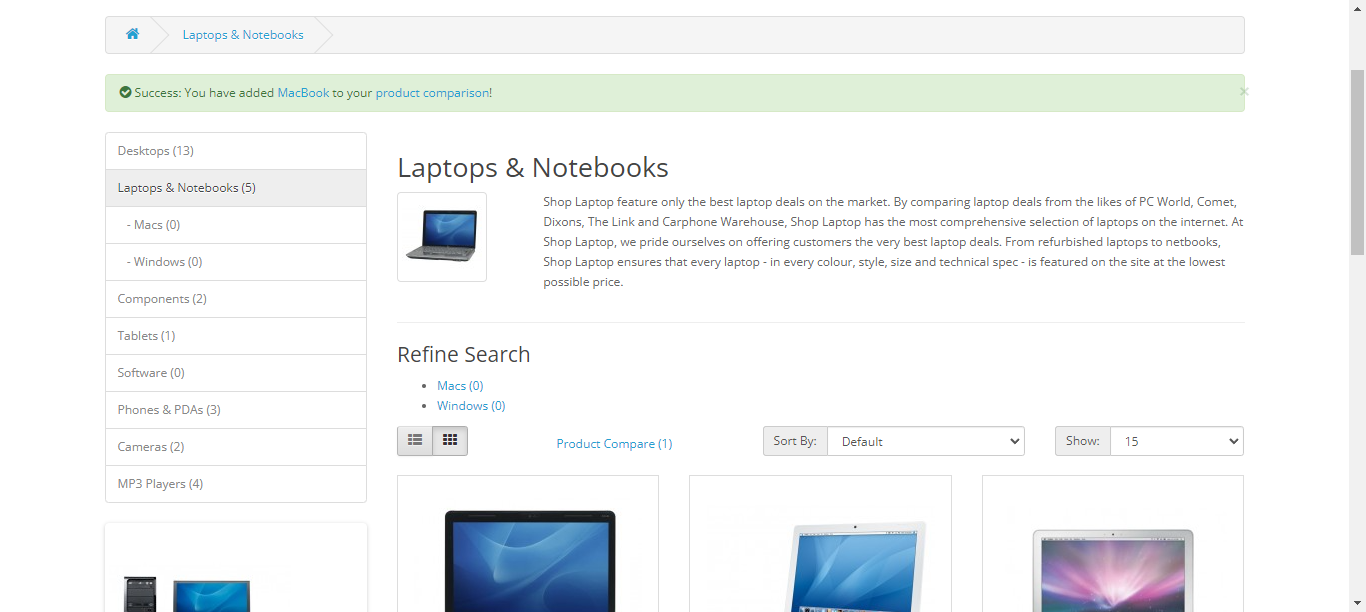 Laptops & Notebooks
Success: You have added MacBook to your product comparison!
×
Desktops (13)
Laptops & Notebooks (5)
- Macs (0)
- Windows (0)
Components (2)
Tablets (1)
Software (0)
Phones & PDAs (3)
Cameras (2)
MP3 Players (4)
Laptops & Notebooks
Shop Laptop feature only the best laptop deals on the market. By comparing laptop deals from the likes of PC World, Comet,
Dixons, The Link and Carphone Warehouse, Shop Laptop has the most comprehensive selection of laptops on the internet. At
Shop Laptop, we pride ourselves on offering customers the very best laptop deals. From refurbished laptops to netbooks,
Shop Laptop ensures that every laptop - in every colour, style, size and technical spec - is featured on the site at the lowest
possible price.
Refine Search
Macs (0)
Windows (0)
Product Compare (1)
Sort By: Default
Show: 15